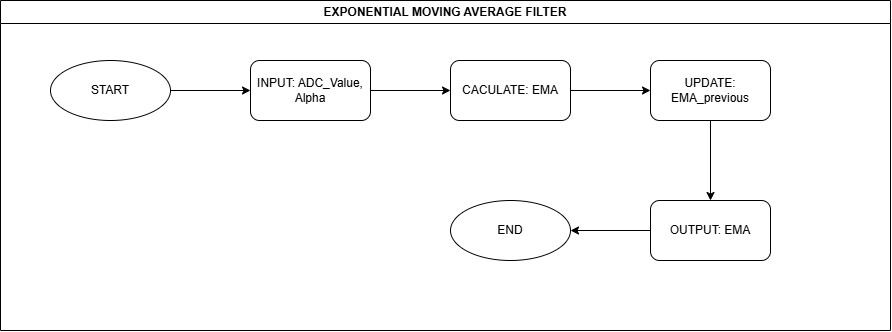 EXPONENTIAL MOVING AVERAGE FILTER
START
INPUT: ADC_Value,
Alpha
CACULATE: EMA
UPDATE:
EMA_previous
END
OUTPUT: EMA